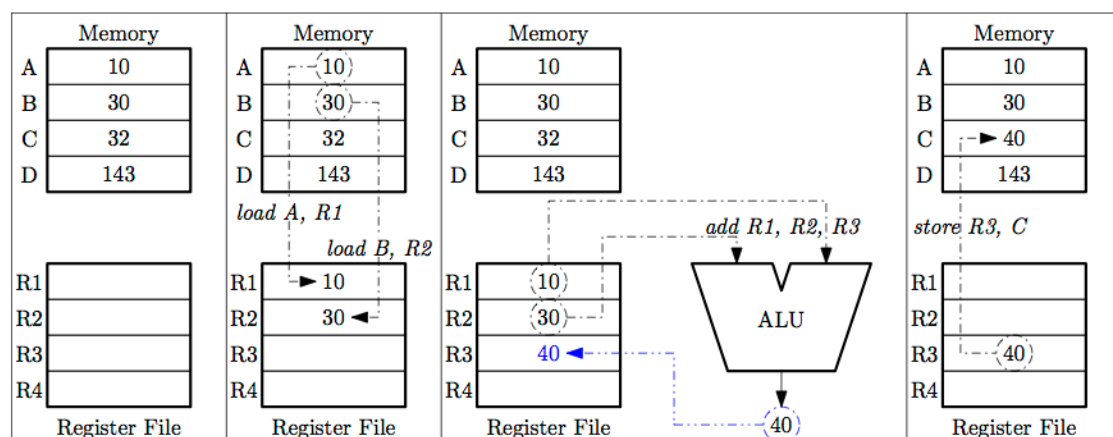 Memory
A 10
B 30
C 32
D 143
R1
R2
R3
R4
Register File
Memory
A 10
B 30
C 32
D 143
load A, R1
load B, R2
R1 10
R2 30
R3
R4
Register File
Memory
A 10
B 30
C 32
D 143
add R1, R2, R3
R1 10
R2 30
R3 40
R4
Register File
ALU
40
Memory
A 10
B 30
C 40
D 143
store R3, C
R1
R2
R3 40
R4
Register File